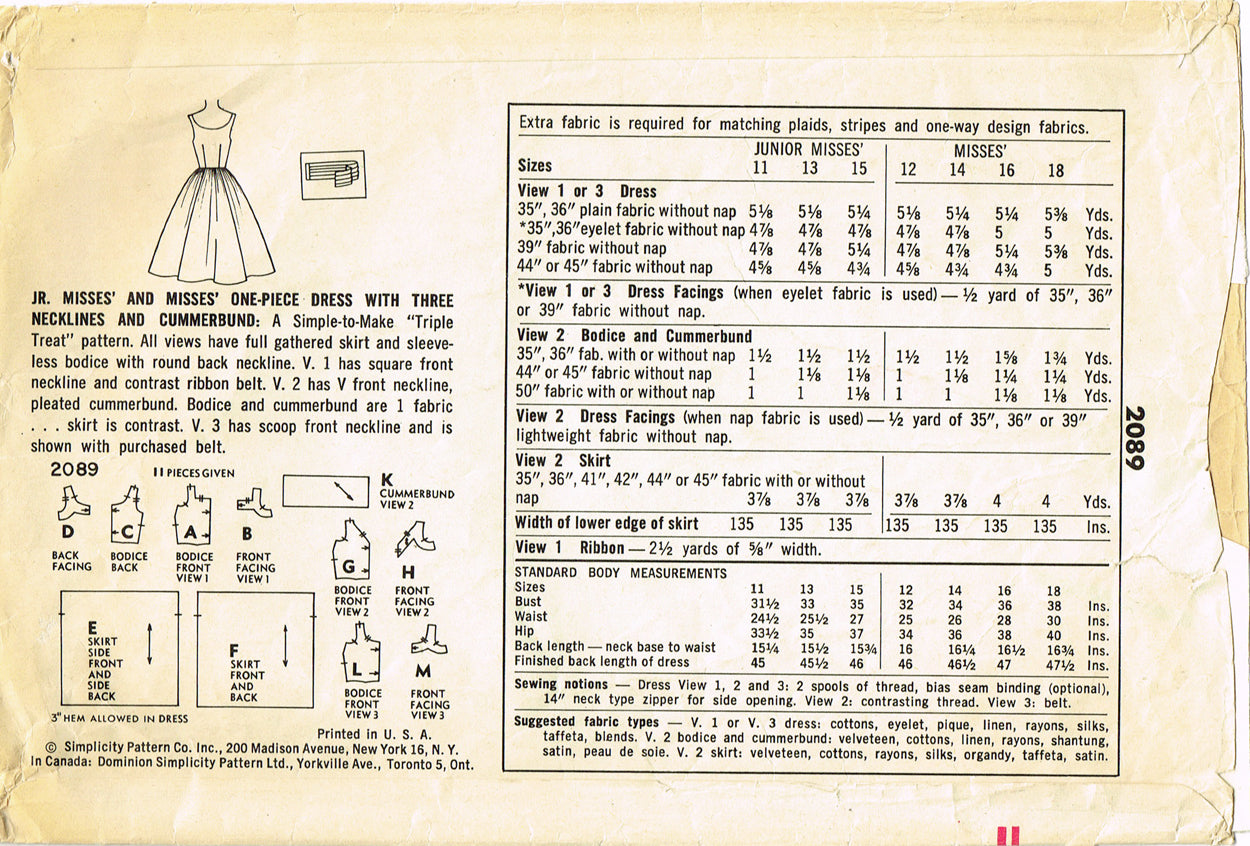 JR. MISSES' AND MISSES' ONE-PIECE DRESS WITH THREE
NECKLINES AND CUMMERBUND: A Simple-to-Make "Triple
Treat" pattern. All views have full gathered skirt and sleeve-
less bodice with round back neckline. V. 1 has square front
neckline and contrast ribbon belt. V. 2 has V front neckline,
pleated cummerbund. Bodice and cummerbund are 1 fabric
. . . skirt is contrast. V. 3 has scoop front neckline and is
shown with purchased belt.
2089 11 PIECES GIVEN
K
CUMMERBUND
VIEW 2
D
BACK
FACING
C
BODICE
BACK
A
BODICE
FRONT
VIEW 1
B
FRONT
FACING
VIEW 1
G
BODICE
FRONT
VIEW 2
H
FRONT
FACING
VIEW 2
E
SKIRT
SIDE
FRONT
AND
SIDE
BACK
F
SKIRT
FRONT
AND
BACK
L
BODICE
FRONT
VIEW 3
M
FRONT
FACING
VIEW 3
3" HEM ALLOWED IN DRESS
Printed in U. S. A.
© Simplicity Pattern Co. Inc., 200 Madison Avenue, New York 16, N. Y.
In Canada: Dominion Simplicity Pattern Ltd., Yorkville Ave., Toronto 5, Ont.
Extra fabric is required for matching plaids, stripes and one-way design fabrics.
JUNIOR MISSES' MISSES'
Sizes 11 13 15 12 14 16 18
View 1 or 3 Dress
35", 36" plain fabric without nap 5⅛ 5⅛ 5¼ 5⅛ 5¼ 5¼ 5⅜ Yds.
*35", 36" eyelet fabric without nap 4⅞ 4⅞ 4⅞ 4⅞ 4⅞ 5 5 Yds.
39" fabric without nap 4⅞ 4⅞ 5¼ 4⅞ 4⅞ 5¼ 5⅜ Yds.
44" or 45" fabric without nap 4⅝ 4⅝ 4¾ 4⅝ 4¾ 4¾ 5 Yds.
*View 1 or 3 Dress Facings (when eyelet fabric is used) — ½ yard of 35", 36"
or 39" fabric without nap.
View 2 Bodice and Cummerbund
35", 36" fab. with or without nap 1½ 1½ 1½ 1½ 1½ 1⅝ 1¾ Yds.
44" or 45" fabric without nap 1 1⅛ 1⅛ 1 1⅛ 1¼ 1¼ Yds.
50" fabric with or without nap 1 1 1⅛ 1 1 1⅛ 1⅛ Yds.
View 2 Dress Facings (when nap fabric is used) — ½ yard of 35", 36" or 39"
lightweight fabric without nap.
View 2 Skirt
35", 36", 41", 42", 44" or 45" fabric with or without
nap 3⅞ 3⅞ 3⅞ 3⅞ 3⅞ 4 4 Yds.
Width of lower edge of skirt 135 135 135 135 135 135 135 Ins.
View 1 Ribbon — 2½ yards of ⅝" width.
STANDARD BODY MEASUREMENTS
Sizes 11 13 15 12 14 16 18
Bust 31½ 33 35 32 34 36 38 Ins.
Waist 24½ 25½ 27 25 26 28 30 Ins.
Hip 33½ 35 37 34 36 38 40 Ins.
Back length — neck base to waist 15¼ 15½ 15¾ 16 16¼ 16½ 16¾ Ins.
Finished back length of dress 45 45½ 46 46 46½ 47 47½ Ins.
Sewing notions — Dress View 1, 2 and 3: 2 spools of thread, bias seam binding (optional),
14" neck type zipper for side opening. View 2: contrasting thread. View 3: belt.
Suggested fabric types — V. 1 or V. 3 dress: cottons, eyelet, pique, linen, rayons, silks,
taffeta, blends. V. 2 bodice and cummerbund: velveteen, cottons, linen, rayons, shantung,
satin, peau de soie. V. 2 skirt: velveteen, cottons, rayons, silks, organdy, taffeta, satin.
2089